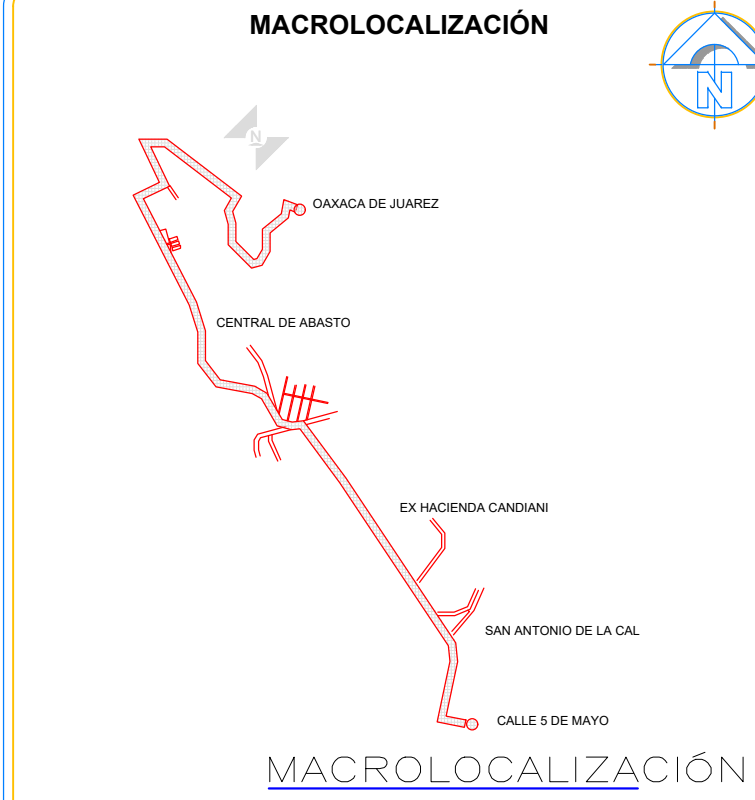 MACROLOCALIZACIÓN
N
N
OAXACA DE JUAREZ
CENTRAL DE ABASTO
EX HACIENDA CANDIANI
SAN ANTONIO DE LA CAL
CALLE 5 DE MAYO
MACROLOCALIZACIÓN